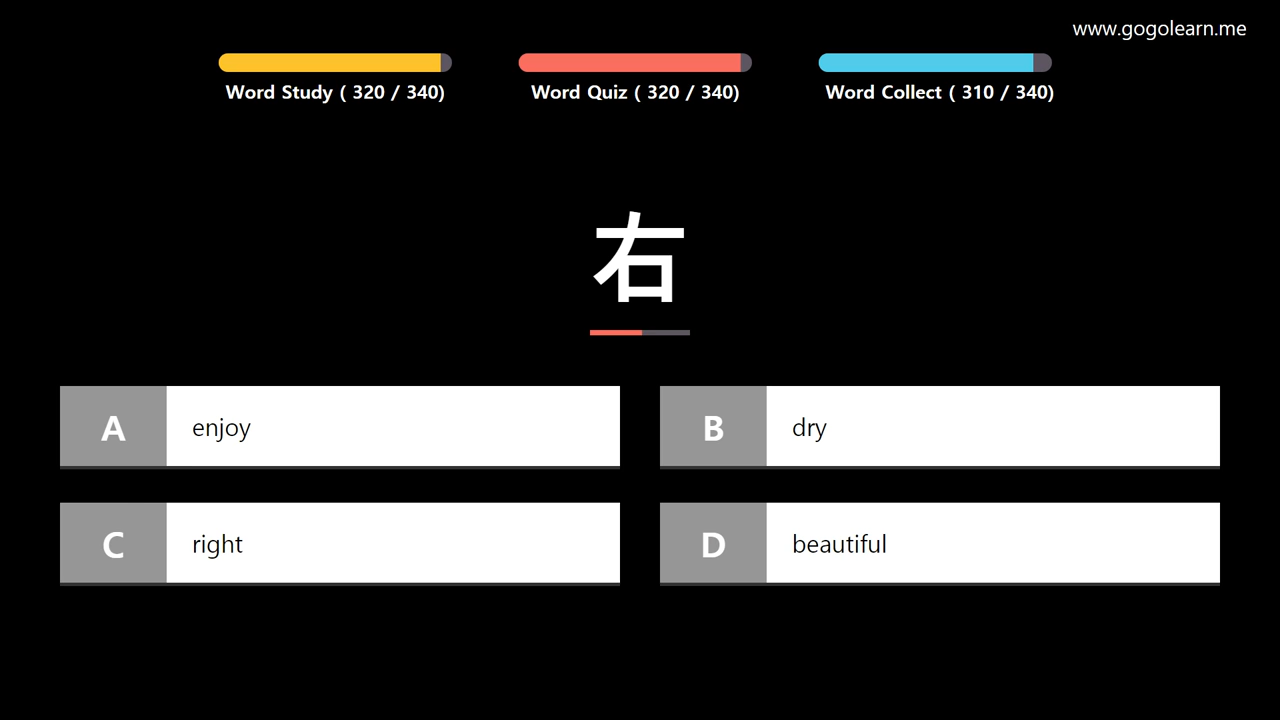 www.gogolearn.me
Word Study ( 320 / 340)
Word Quiz ( 320 / 340)
Word Collect ( 310 / 340)
右
A enjoy
B dry
C right
D beautiful